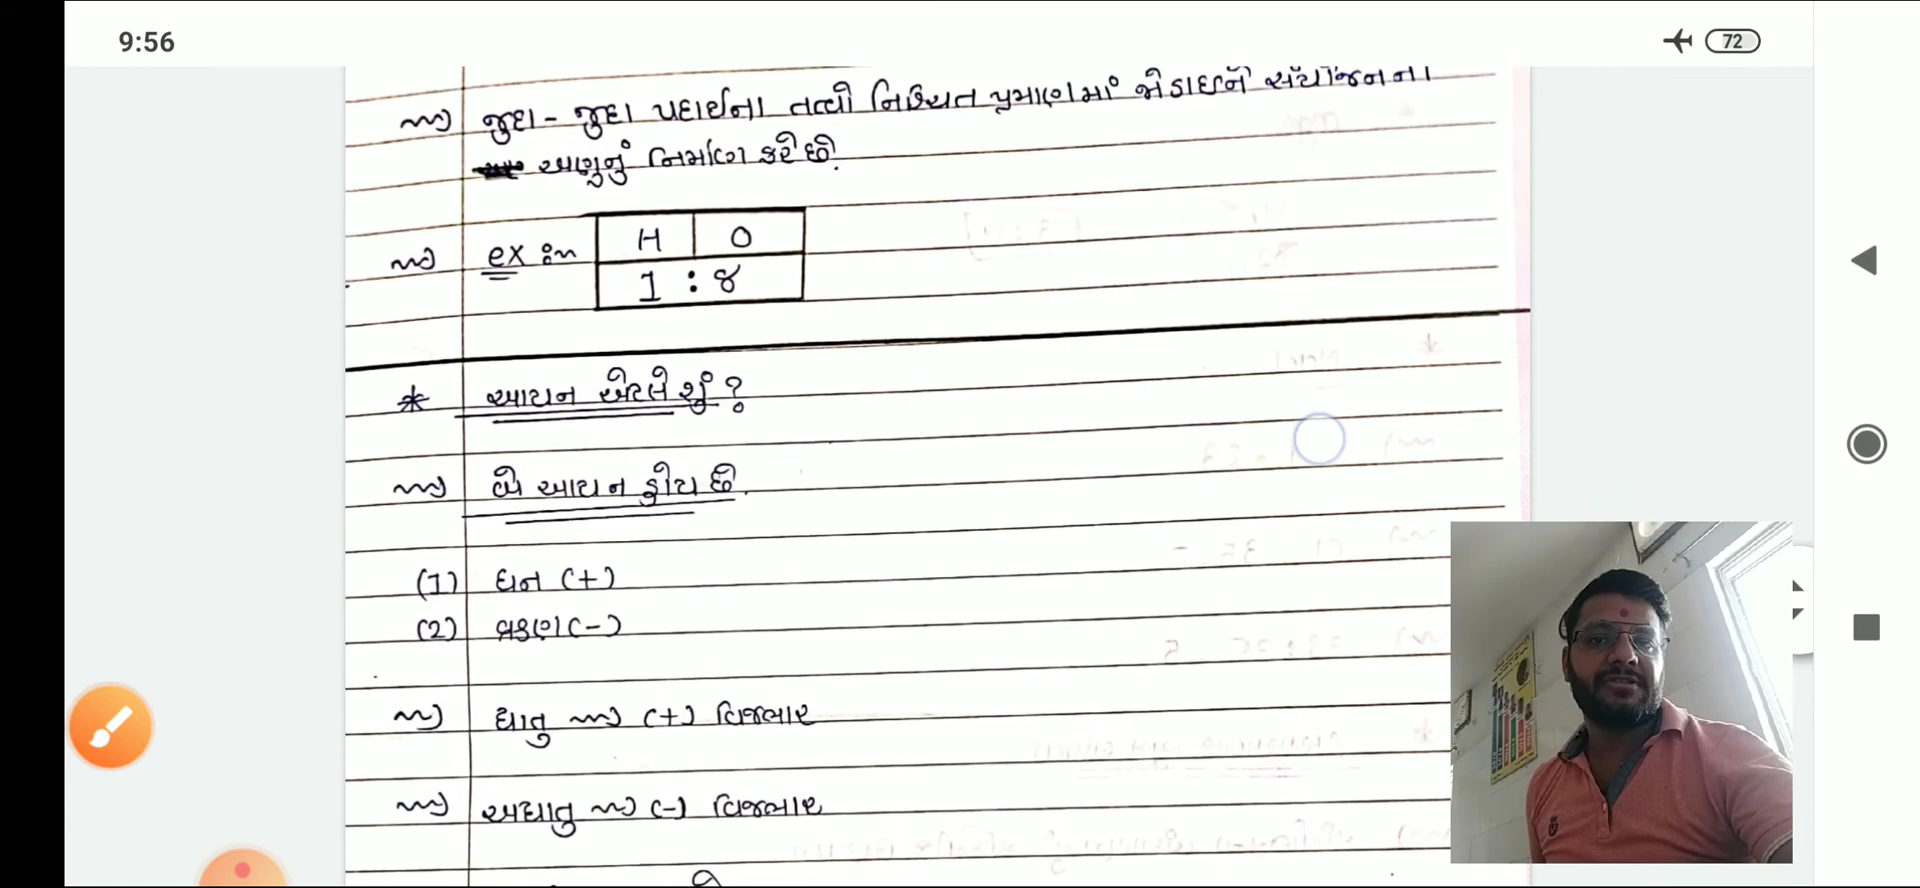 9:56
72
જુદા - જુદા પદાર્થના તત્વો નિશ્ચિત પ્રમાણમાં જોડાઈને સંયોજનના
અણુનું નિર્માણ કરે છે.
ex :
H O
1 : 8
* આયન એટલે શું ?
બે આયન હોય છે.
(1) ધન (+)
(2) ઋણ (-)
ધાતુ (+) વિજભાર
અધાતુ (-) વિજભાર